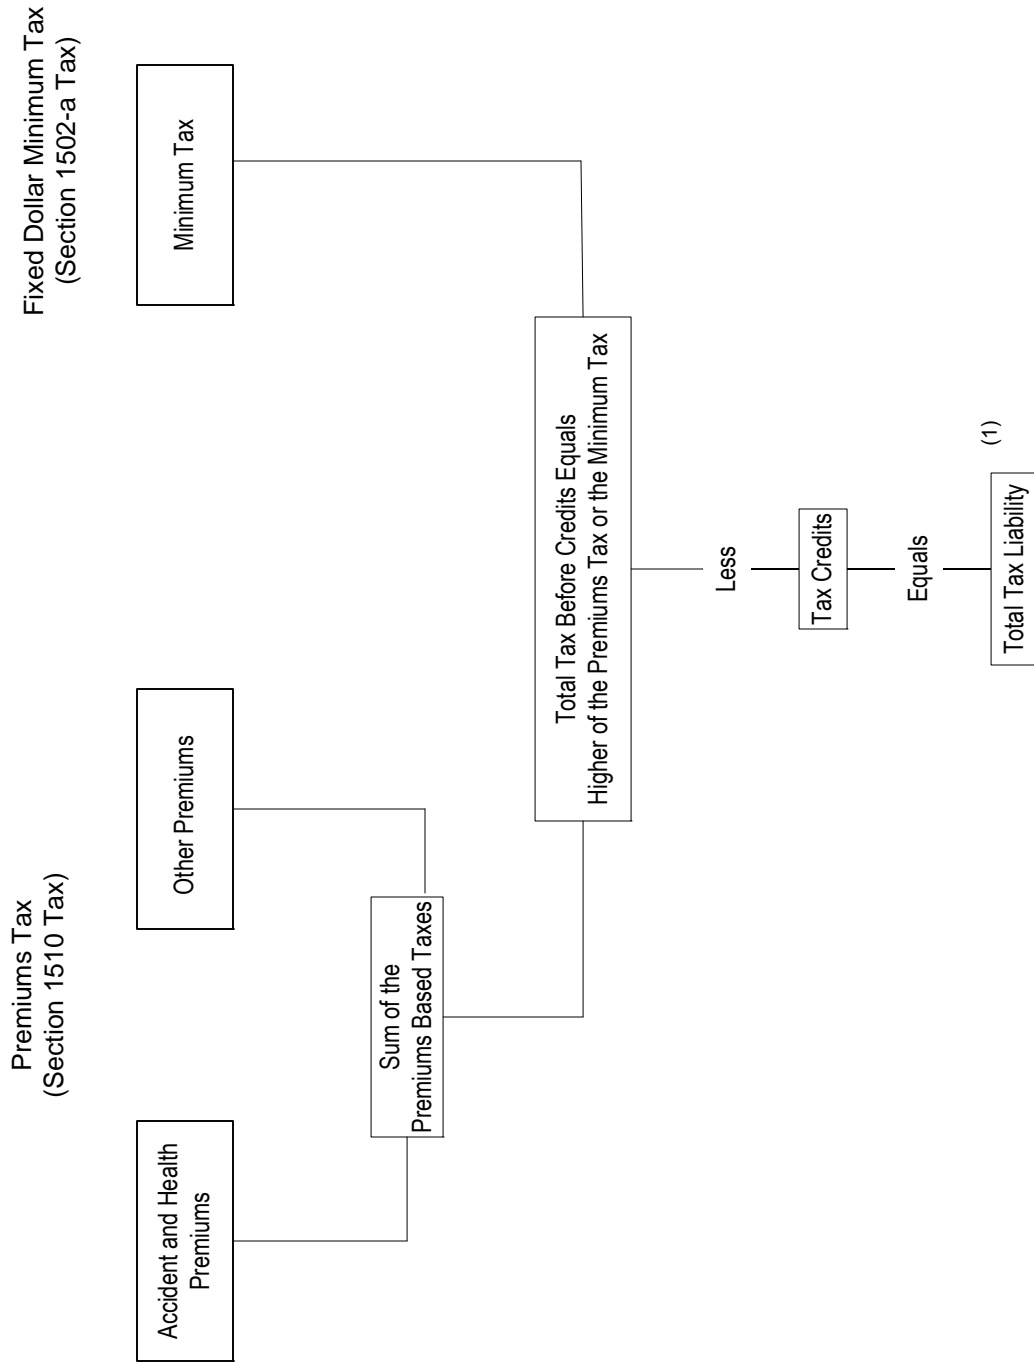 Premiums Tax
(Section 1510 Tax)
Fixed Dollar Minimum Tax
(Section 1502-a Tax)
Accident and Health
Premiums
Other Premiums
Minimum Tax
Sum of the
Premiums Based Taxes
Total Tax Before Credits Equals
Higher of the Premiums Tax or the Minimum Tax
Less
Tax Credits
Equals
Total Tax Liability
(1)